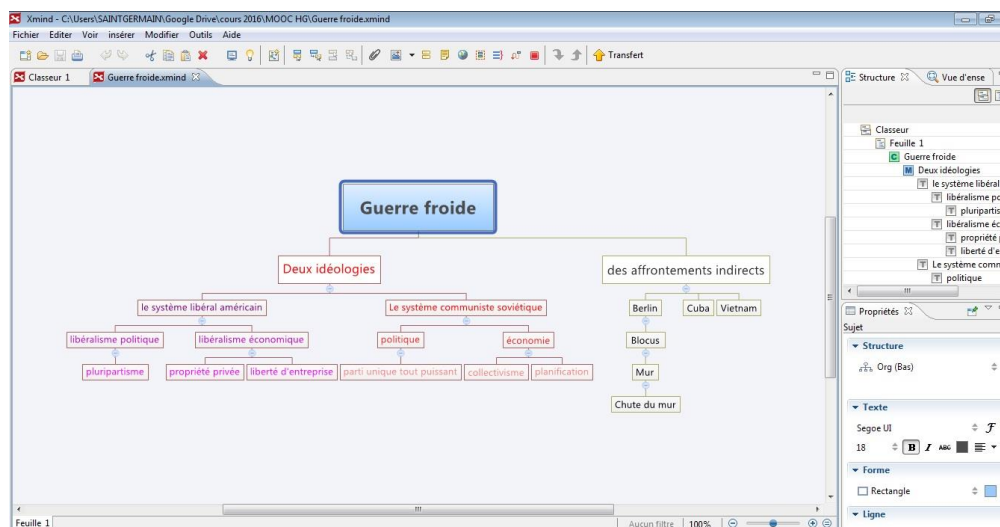 Xmind - C:\Users\SAINTGERMAIN\Google Drive\cours 2016\MOOC HG\Guerre froide.xmind
Fichier Editer Voir insérer Modifier Outils Aide
Transfert
Classeur 1 Guerre froide.xmind
Structure Vue d'ense
Classeur
Feuille 1
Guerre froide
Deux idéologies
le système libéral
libéralisme po
pluripartis
libéralisme éc
propriété
liberté d'e
Le système comm
politique
Guerre froide
Deux idéologies des affrontements indirects
le système libéral américain Le système communiste soviétique Berlin Cuba Vietnam
libéralisme politique libéralisme économique politique économie Blocus
pluripartisme propriété privée liberté d'entreprise parti unique tout puissant collectivisme planification Mur
Chute du mur
Propriétés
Sujet
Structure
Org (Bas)
Texte
Segoe UI
18 B I ABC
Forme
Rectangle
Ligne
Feuille 1 Aucun filtre 100%